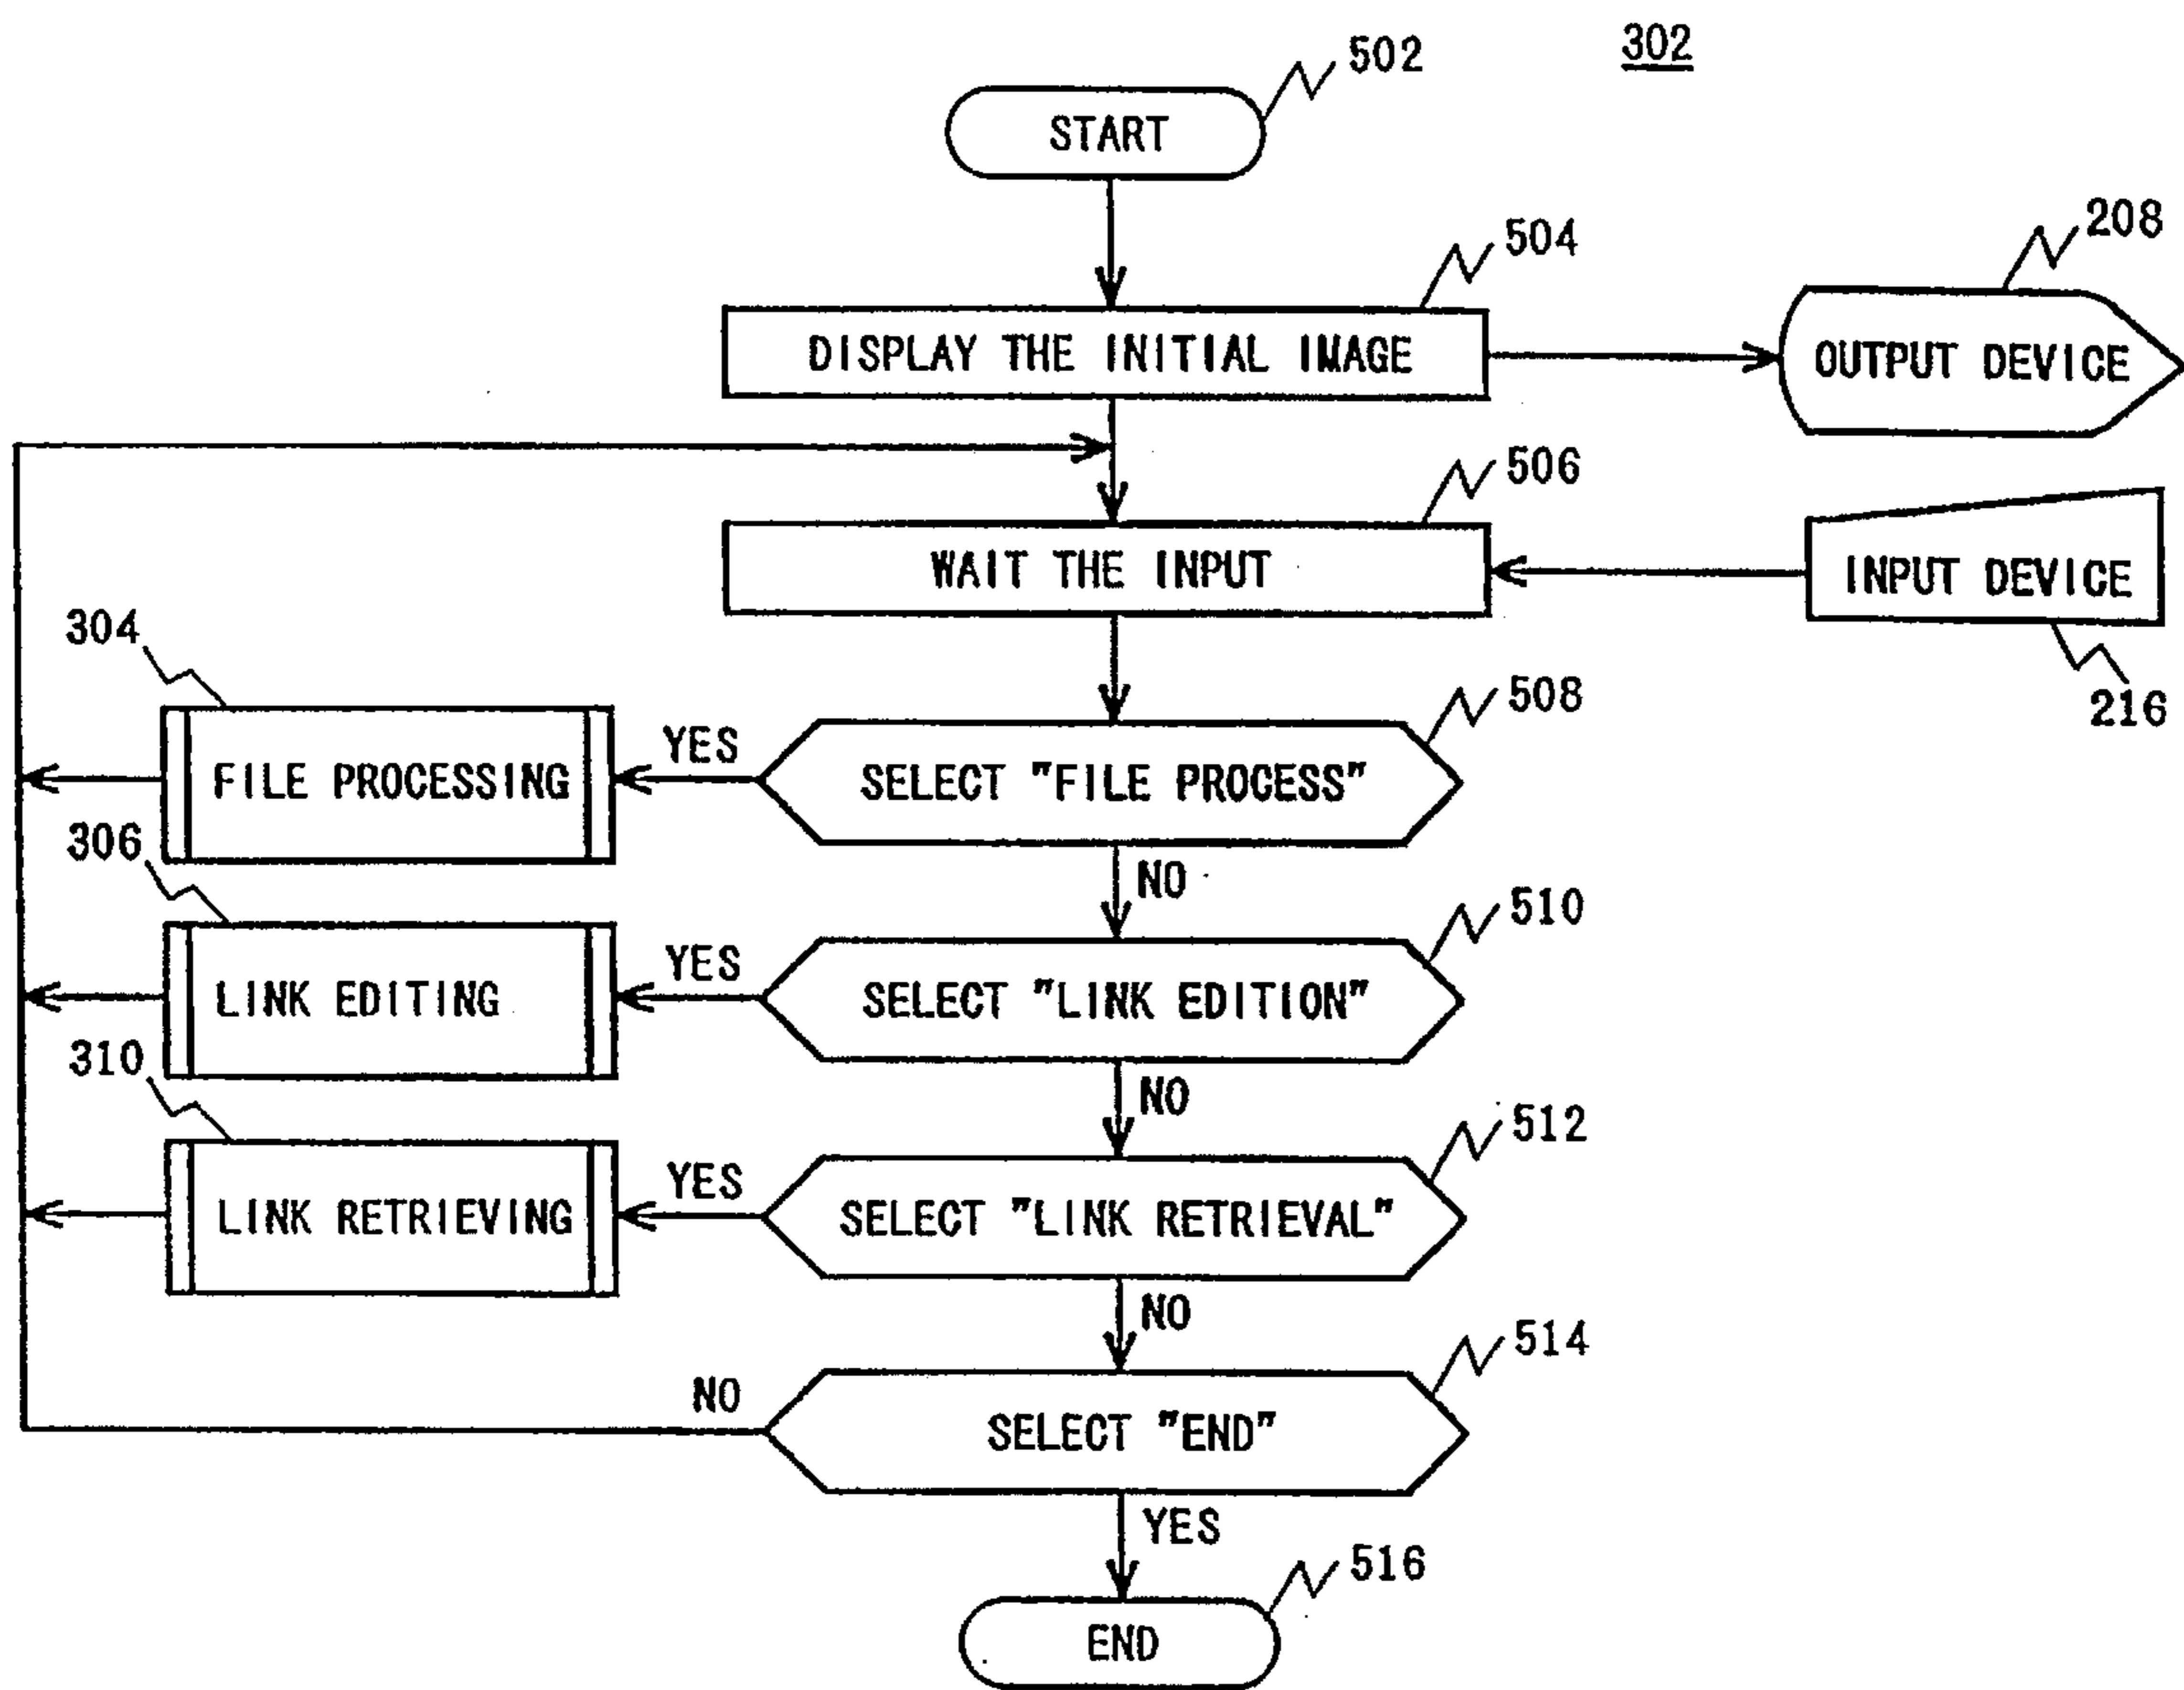 302
502
START
504
208
DISPLAY THE INITIAL IMAGE
OUTPUT DEVICE
506
WAIT THE INPUT
INPUT DEVICE
216
304
508
FILE PROCESSING
YES
SELECT "FILE PROCESS"
NO
306
510
LINK EDITING
YES
SELECT "LINK EDITION"
NO
310
512
LINK RETRIEVING
YES
SELECT "LINK RETRIEVAL"
NO
514
NO
SELECT "END"
YES
516
END